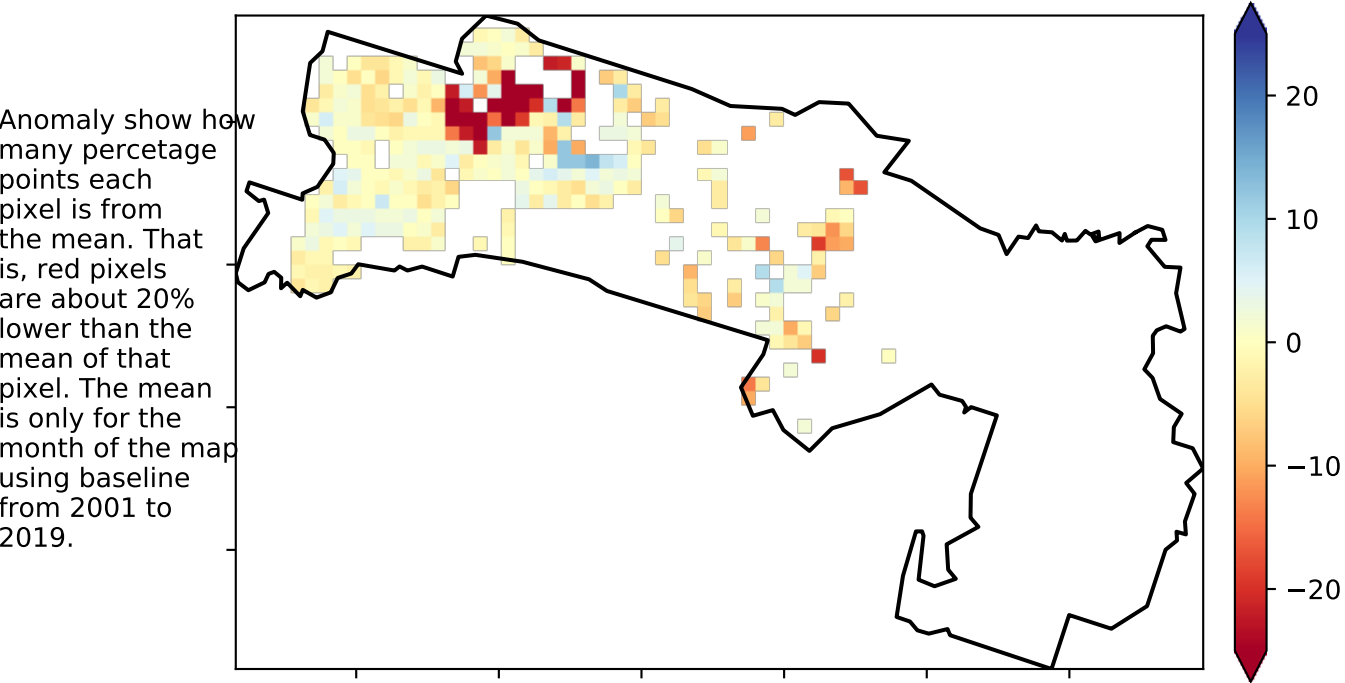 Anomaly show how
many percetage
points each
pixel is from
the mean. That
is, red pixels
are about 20%
lower than the
mean of that
pixel. The mean
is only for the
month of the map
using baseline
from 2001 to
2019.
20
10
0
−10
−20